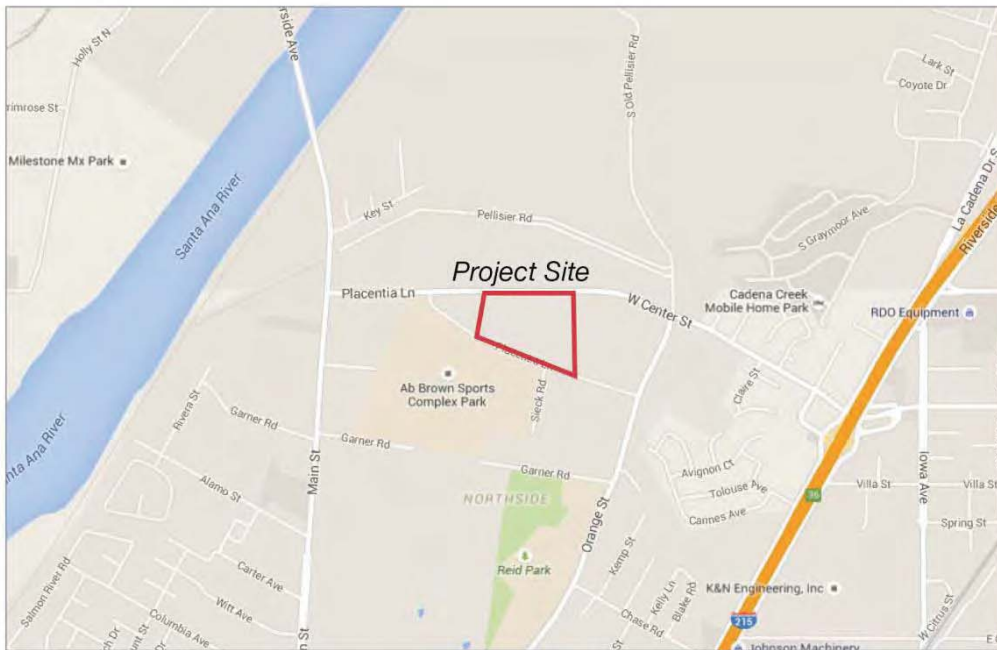 Holly St N
rerside Ave
rimrose St
Milestone Mx Park
Santa Ana River
Key St
Pellisier Rd
S Old Pellisier Rd
Lark St
Coyote Dr
La Cadena Dr S
Riverside
S Graymoor Ave
Project Site
Placentia Ln
W Center St
Cadena Creek
Mobile Home Park
RDO Equipment
Ab Brown Sports
Complex Park
Sieck Rd
Claire St
Rivera St
Garner Rd
Garner Rd
Garner Rd
Main St
Alamo St
anta Ana River
NORTHSIDE
Reid Park
Orange St
Avignon Ct
Tolouse Ave
Cannes Ave
36
Villa St
Villa St
Iowa Ave
Spring St
Kemp St
Kelly Ln
Blake Rd
Chase Rd
K&N Engineering, Inc
215
Johnson Machinery
W Citrus St
Salmon River Rd
Carter Ave
Witt Ave
Columbia Ave